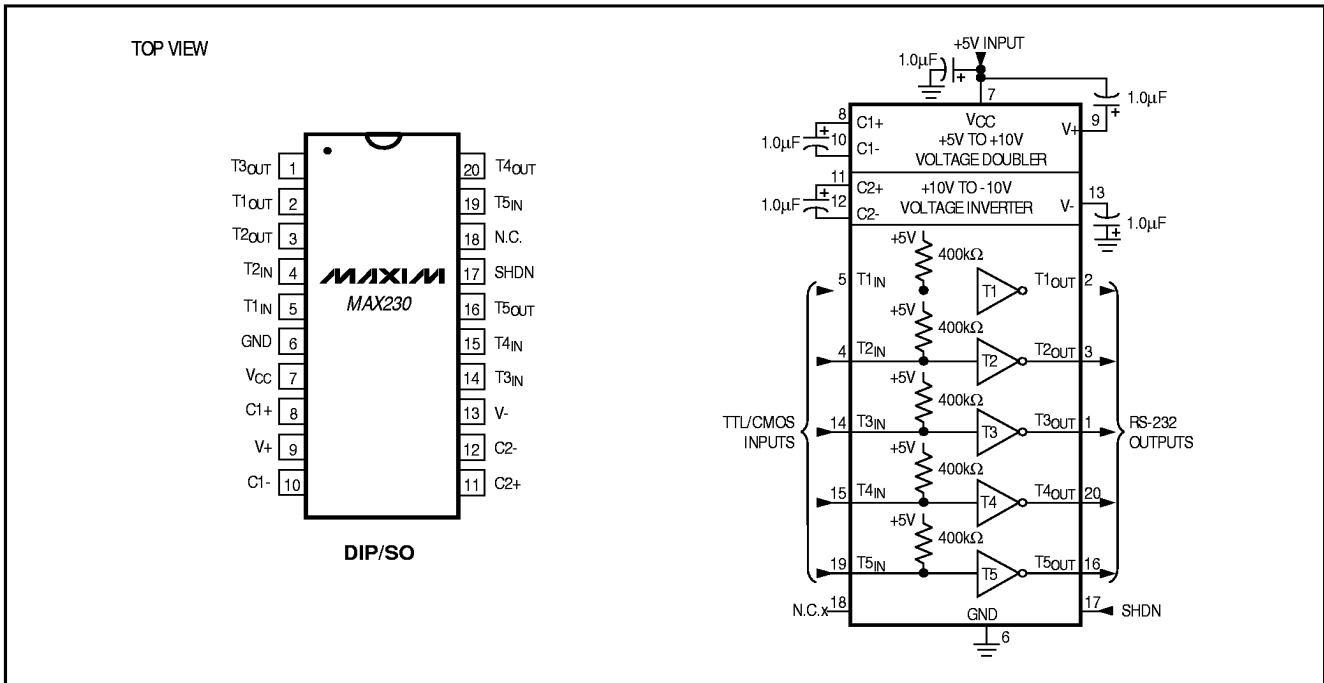 TOP VIEW
T3OUT 1
T1OUT 2
T2OUT 3
T2IN 4
T1IN 5
GND 6
VCC 7
C1+ 8
V+ 9
C1- 10
20 T4OUT
19 T5IN
18 N.C.
17 SHDN
16 T5OUT
15 T4IN
14 T3IN
13 V-
12 C2-
11 C2+
MAXIM
MAX230
DIP/SO
+5V INPUT
1.0µF
7
1.0µF
8 C1+
1.0µF
10 C1-
VCC
+5V TO +10V
VOLTAGE DOUBLER
V+ 9
11 C2+
1.0µF
12 C2-
+10V TO -10V
VOLTAGE INVERTER
V- 13
1.0µF
+5V
400kΩ
5 T1IN
T1
T1OUT 2
+5V
400kΩ
4 T2IN
T2
T2OUT 3
+5V
400kΩ
14 T3IN
T3
T3OUT 1
TTL/CMOS
INPUTS
RS-232
OUTPUTS
+5V
400kΩ
15 T4IN
T4
T4OUT 20
+5V
400kΩ
19 T5IN
T5
T5OUT 16
N.C.x 18
GND
17 SHDN
6